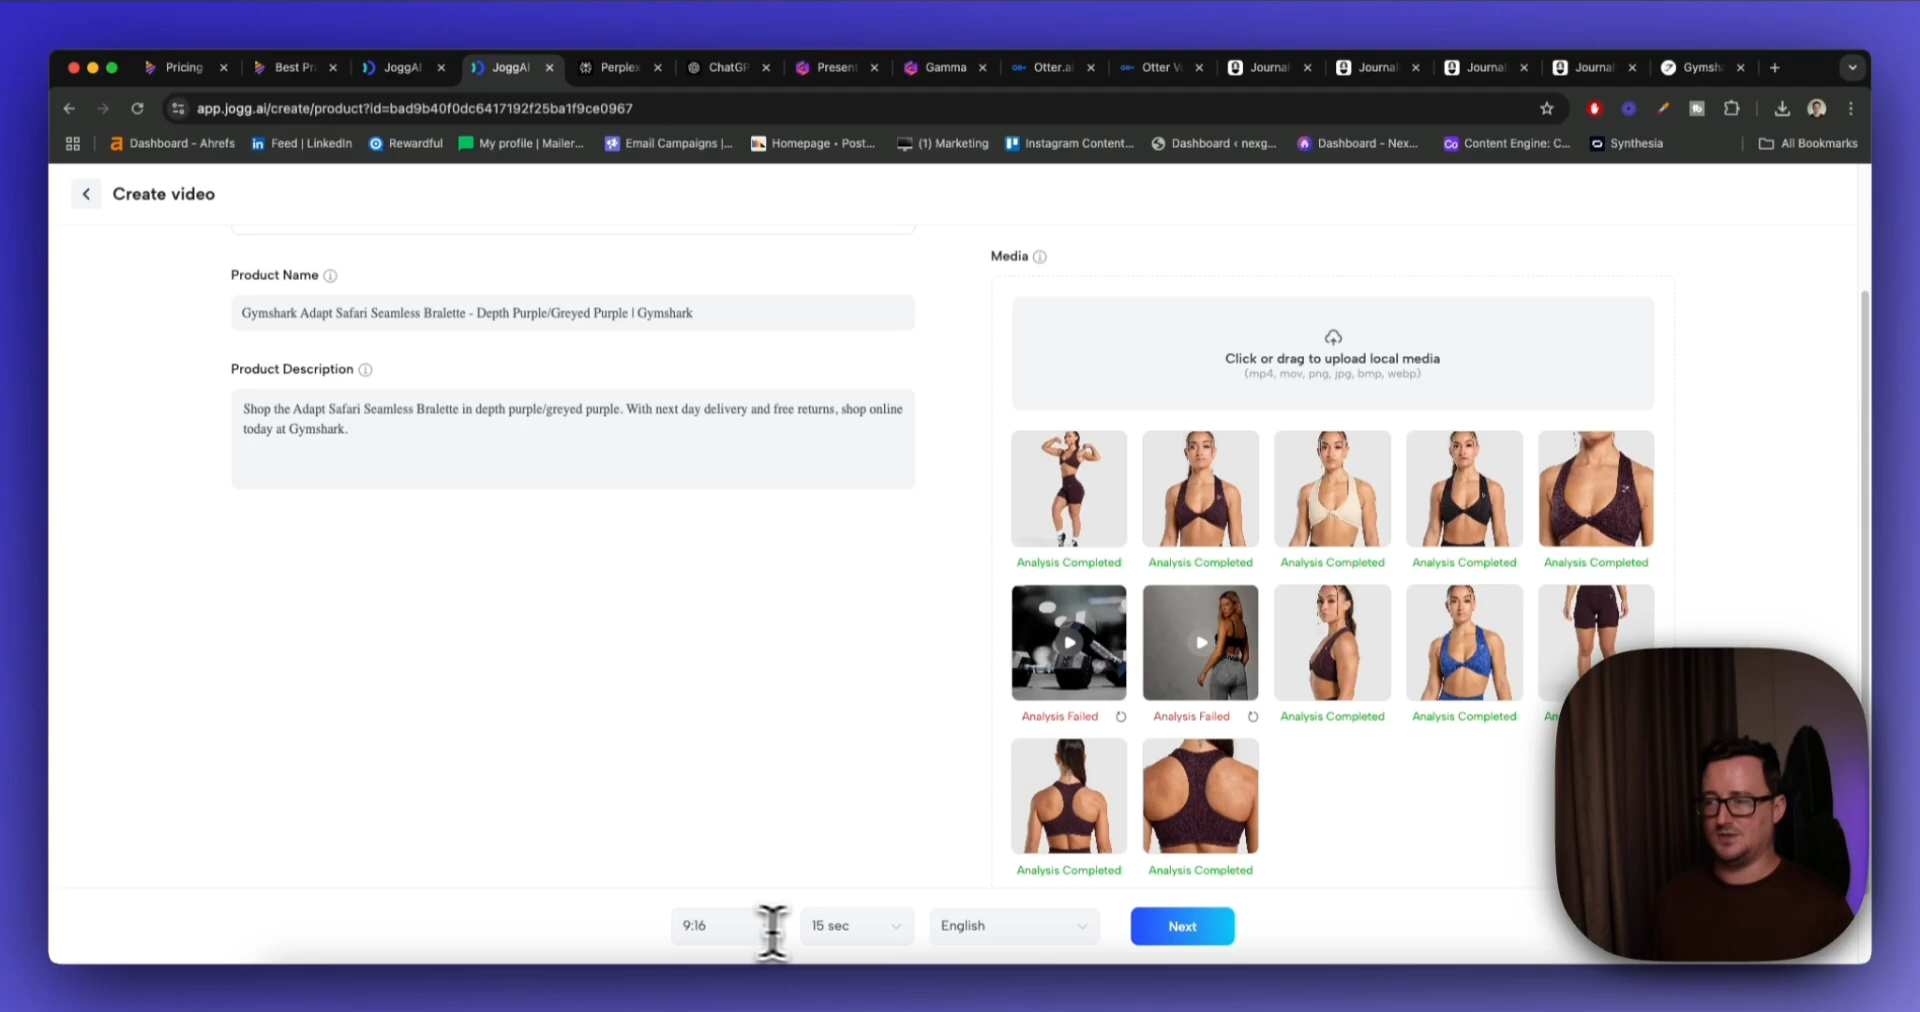 Pricing
Best Pr
JoggAI
JoggAI
Perplex
ChatGP
Present
Gamma
Otter.a
Otter V
Journal
Journal
Journal
Journal
Gymsh
app.jogg.ai/create/product?id=bad9b40f0dc6417192f25ba1f9ce0967
Dashboard - Ahrefs
Feed | LinkedIn
Rewardful
My profile | Mailer...
Email Campaigns |...
Homepage • Post...
(1) Marketing
Instagram Content...
Dashboard ‹ nexg...
Dashboard - Nex...
Content Engine: C...
Synthesia
All Bookmarks
Create video
Product Name
Gymshark Adapt Safari Seamless Bralette - Depth Purple/Greyed Purple | Gymshark
Product Description
Shop the Adapt Safari Seamless Bralette in depth purple/greyed purple. With next day delivery and free returns, shop online
today at Gymshark.
Media
Click or drag to upload local media
(mp4, mov, png, jpg, bmp, webp)
Analysis Completed
Analysis Completed
Analysis Completed
Analysis Completed
Analysis Completed
Analysis Failed
Analysis Failed
Analysis Completed
Analysis Completed
An
Analysis Completed
Analysis Completed
9:16
15 sec
English
Next